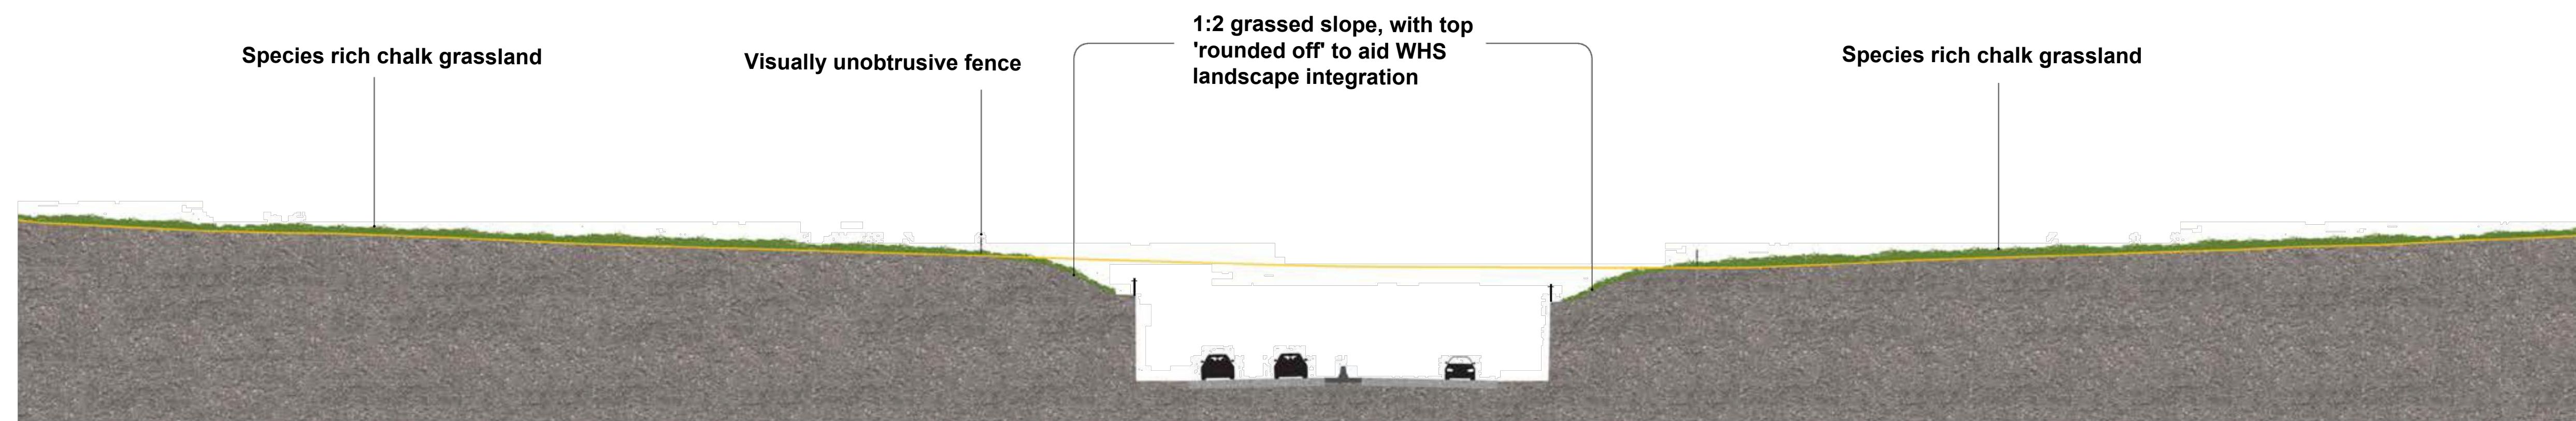 Species rich chalk grassland
Visually unobtrusive fence
1:2 grassed slope, with top
'rounded off' to aid WHS
landscape integration
Species rich chalk grassland